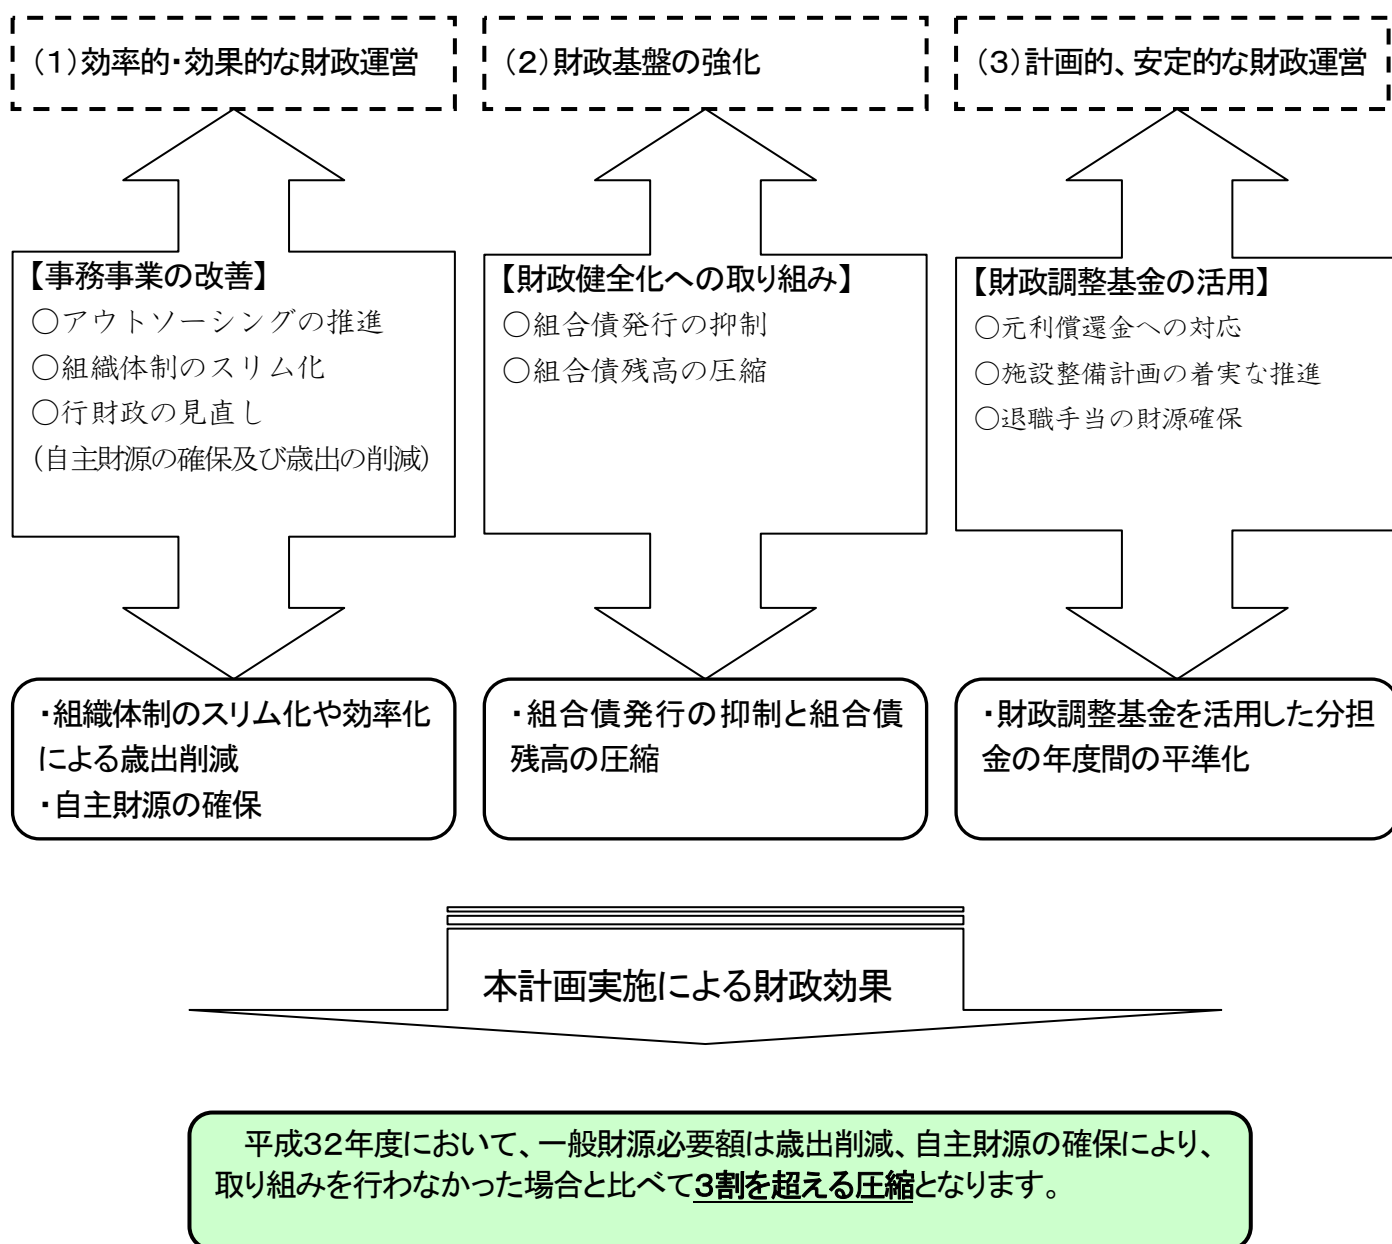 （1）効率的・効果的な財政運営
（2）財政基盤の強化
（3）計画的、安定的な財政運営
【事務事業の改善】
○アウトソーシングの推進
○組織体制のスリム化
○行財政の見直し
（自主財源の確保及び歳出の削減）
【財政健全化への取り組み】
○組合債発行の抑制
○組合債残高の圧縮
【財政調整基金の活用】
○元利償還金への対応
○施設整備計画の着実な推進
○退職手当の財源確保
・組織体制のスリム化や効率化
による歳出削減
・自主財源の確保
・組合債発行の抑制と組合債
残高の圧縮
・財政調整基金を活用した分担
金の年度間の平準化
本計画実施による財政効果
平成32年度において、一般財源必要額は歳出削減、自主財源の確保により、
取り組みを行わなかった場合と比べて3割を超える圧縮となります。